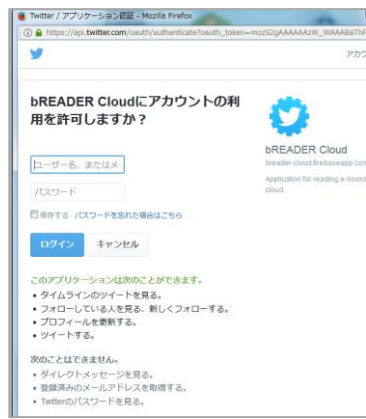 Twitter / アプリケーション認証 - Mozilla Firefox
https://api.twitter.com/oauth/authenticate?oauth_token=
アカウ
bREADER Cloudにアカウントの利
用を許可しますか？
ユーザー名、またはメー
パスワード
保存する パスワードを忘れた場合はこちら
ログイン キャンセル
bREADER Cloud
breader-cloud.firebaseapp.com
Application for reading e-books
cloud.
このアプリケーションは次のことができます。
• タイムラインのツイートを見る。
• フォローしている人を見る、新しくフォローする。
• プロフィールを更新する。
• ツイートする。
次のことはできません。
• ダイレクトメッセージを見る。
• 登録済みのメールアドレスを取得する。
• Twitterのパスワードを見る。